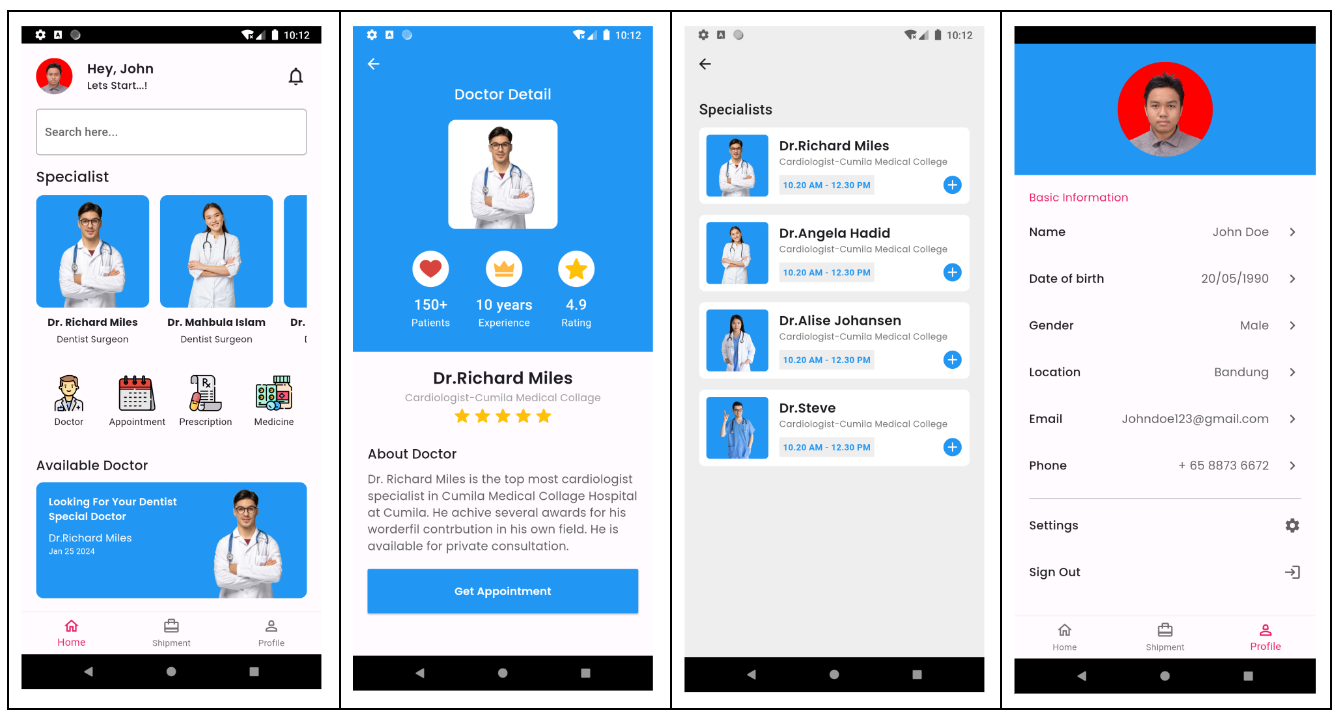 10:12
Hey, John
Lets Start...!
Search here...
Specialist
Dr. Richard Miles
Dentist Surgeon
Dr. Mahbula Islam
Dentist Surgeon
Dr.
Doctor
Appointment
Prescription
Rx
Medicine
Available Doctor
Looking For Your Dentist
Special Doctor
Dr.Richard Miles
Jan 25 2024
Home
Shipment
Profile
10:12
Doctor Detail
150+
Patients
10 years
Experience
4.9
Rating
Dr.Richard Miles
Cardiologist-Cumila Medical Collage
About Doctor
Dr. Richard Miles is the top most cardiologist
specialist in Cumila Medical Collage Hospital
at Cumila. He achive several awards for his
worderfil contrbution in his own field. He is
available for private consultation.
Get Appointment
10:12
Specialists
Dr.Richard Miles
Cardiologist-Cumila Medical College
10.20 AM - 12.30 PM
Dr.Angela Hadid
Cardiologist-Cumila Medical College
10.20 AM - 12.30 PM
Dr.Alise Johansen
Cardiologist-Cumila Medical College
10.20 AM - 12.30 PM
Dr.Steve
Cardiologist-Cumila Medical College
10.20 AM - 12.30 PM
Basic Information
Name John Doe
Date of birth 20/05/1990
Gender Male
Location Bandung
Email Johndoe123@gmail.com
Phone + 65 8873 6672
Settings
Sign Out
Home
Shipment
Profile